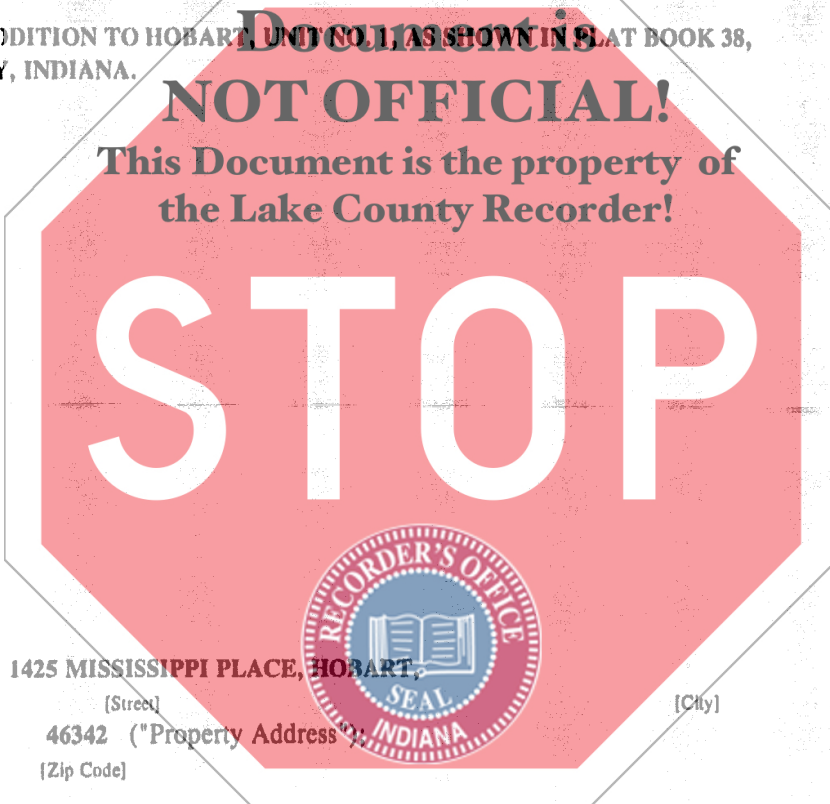 Document is
DDITION TO HOBART, UNIT NO. 1, AS SHOWN IN PLAT BOOK 38,
Y, INDIANA.
NOT OFFICIAL!
This Document is the property of
the Lake County Recorder!
STOP
RECORDER'S OFFICE
SEAL
INDIANA
1425 MISSISSIPPI PLACE, HOBART,
[Street] [City]
46342 ("Property Address");
[Zip Code]